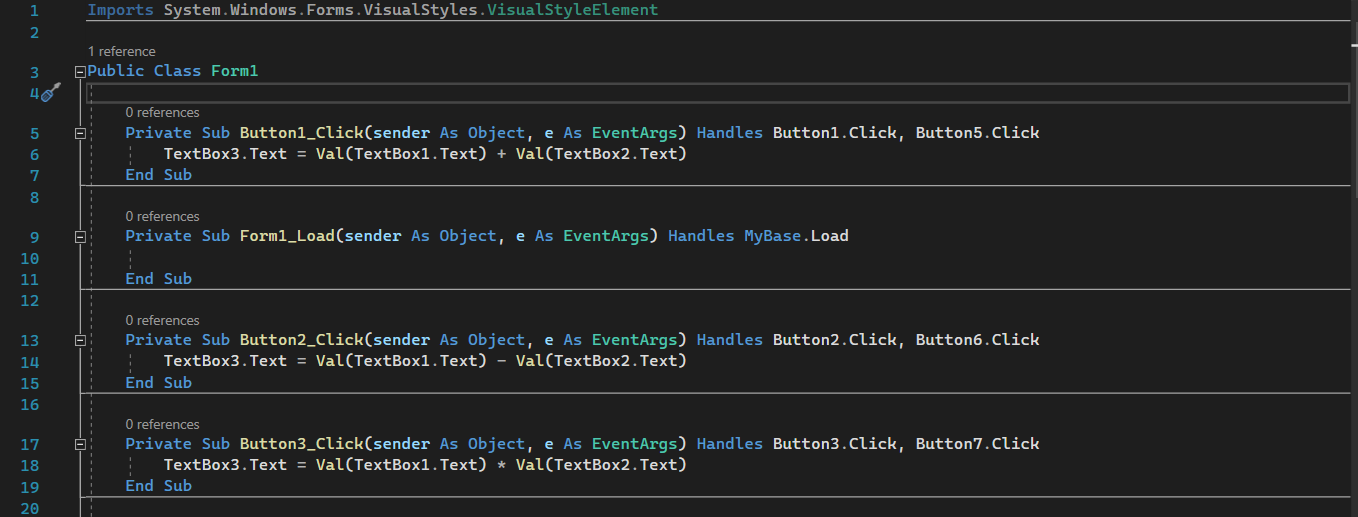 1 Imports System.Windows.Forms.VisualStyles.VisualStyleElement
2
1 reference
3 Public Class Form1
4
0 references
5 Private Sub Button1_Click(sender As Object, e As EventArgs) Handles Button1.Click, Button5.Click
6 TextBox3.Text = Val(TextBox1.Text) + Val(TextBox2.Text)
7 End Sub
8
0 references
9 Private Sub Form1_Load(sender As Object, e As EventArgs) Handles MyBase.Load
10
11 End Sub
12
0 references
13 Private Sub Button2_Click(sender As Object, e As EventArgs) Handles Button2.Click, Button6.Click
14 TextBox3.Text = Val(TextBox1.Text) - Val(TextBox2.Text)
15 End Sub
16
0 references
17 Private Sub Button3_Click(sender As Object, e As EventArgs) Handles Button3.Click, Button7.Click
18 TextBox3.Text = Val(TextBox1.Text) * Val(TextBox2.Text)
19 End Sub
20